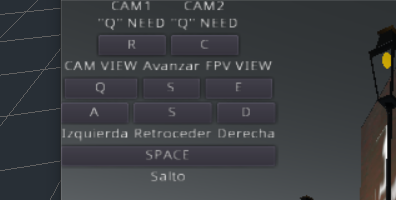 CAM1 CAM2
"Q" NEED "Q" NEED
R C
CAM VIEW Avanzar FPV VIEW
Q S F
A S D
Izquierda Retroceder Derecha
SPACE
Salto